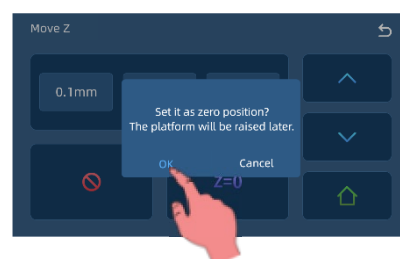 Move Z
0.1mm
Set it as zero position?
The platform will be raised later.
OK
Cancel
Z=0